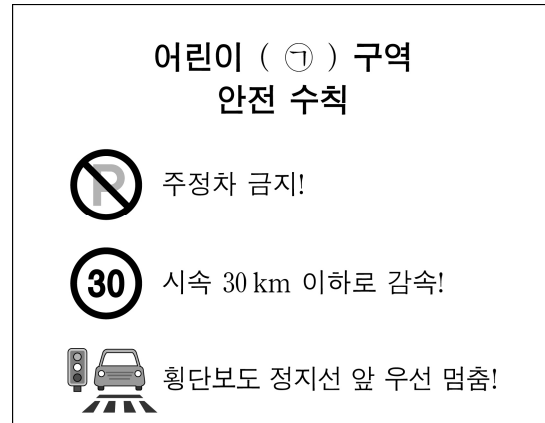 어린이 ( ㉠ ) 구역
안전 수칙
P
주정차 금지!
30
시속 30 km 이하로 감속!
횡단보도 정지선 앞 우선 멈춤!